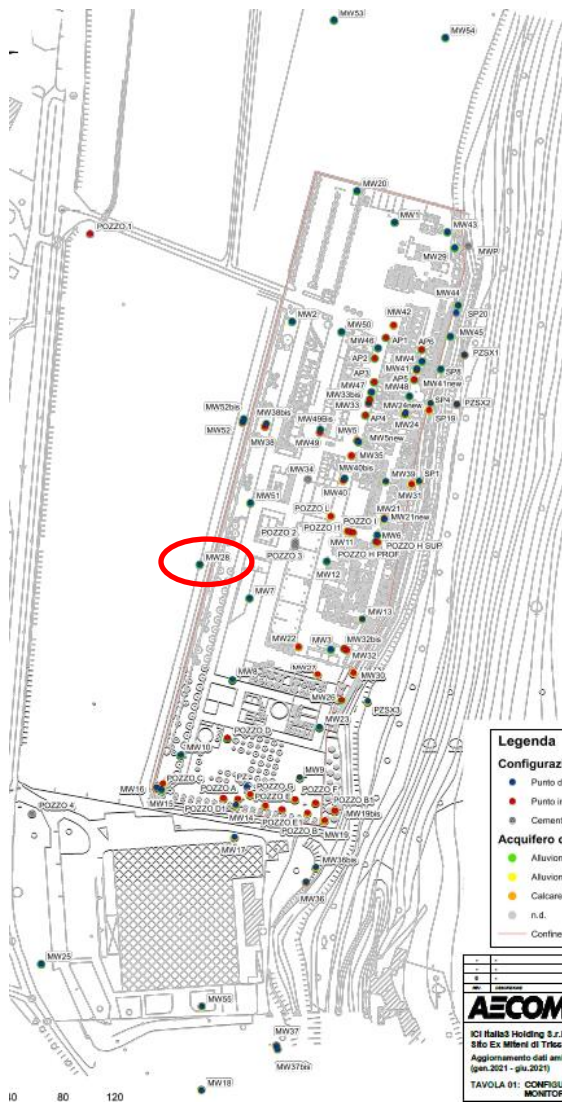 MW53
MW54
MW20
MW1
MW43
POZZO 1
MW29
MWP
MW44
SP20
MW2
MW42
MW50
AP1
MW45
MW46
AP6
PZSX1
AP2
MW4
MW41
SP8
AP3
AP5
MW41new
MW47
MW48
MW33bis
MW33
MW24new
SP4
PZSX2
MW52bis
MW38bis
AP4
MW24
SP19
MW52
MW49Bis
MW38
MW49
MW5
MW5new
MW35
MW34
MW40bis
MW39
SP1
MW40
MW31
MW51
POZZO L
MW21
POZZO I1
POZZO I
MW21new
POZZO 2
MW11
MW6
POZZO 3
POZZO H SUP
POZZO H PROF
MW28
MW12
MW7
MW13
MW22
MW3
MW32bis
MW32
MW27
MW30
MW8
MW26
PZSX3
MW23
POZZO D
MW10
MW9
POZZO C
PZ
POZZO G
MW16
POZZO A
POZZO F
MW15
POZZO E
POZZO B1
POZZO 4
POZZO D1
MW14
MW19bis
POZZO E1
POZZO B
MW19
MW17
MW36bis
MW36
MW25
MW55
MW37
MW37bis
MW18
80
120
Legenda
Configurazi
Punto d
Punto in
Cement
Acquifero d
Alluvion
Alluvion
Calcare
n.d.
Confine
AECOM
ICI Italia3 Holding S.r.l
Sito Ex Miteni di Triss
Aggiornamento dati am
(gen.2021 - giu.2021)
TAVOLA 01: CONFIGU
MONITOR